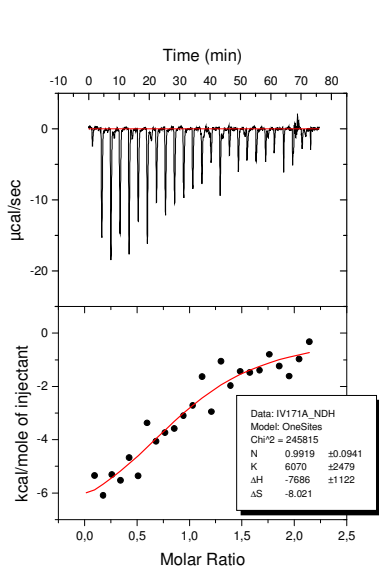 Time (min)
-10 0 10 20 30 40 50 60 70 80
0
-10
-20
µcal/sec
0
-2
-4
-6
kcal/mole of injectant
Data: IV171A_NDH
Model: OneSites
Chi^2 = 245815
N 0.9919 ±0.0941
K 6070 ±2479
ΔH -7686 ±1122
ΔS -8.021
0,0 0,5 1,0 1,5 2,0 2,5
Molar Ratio